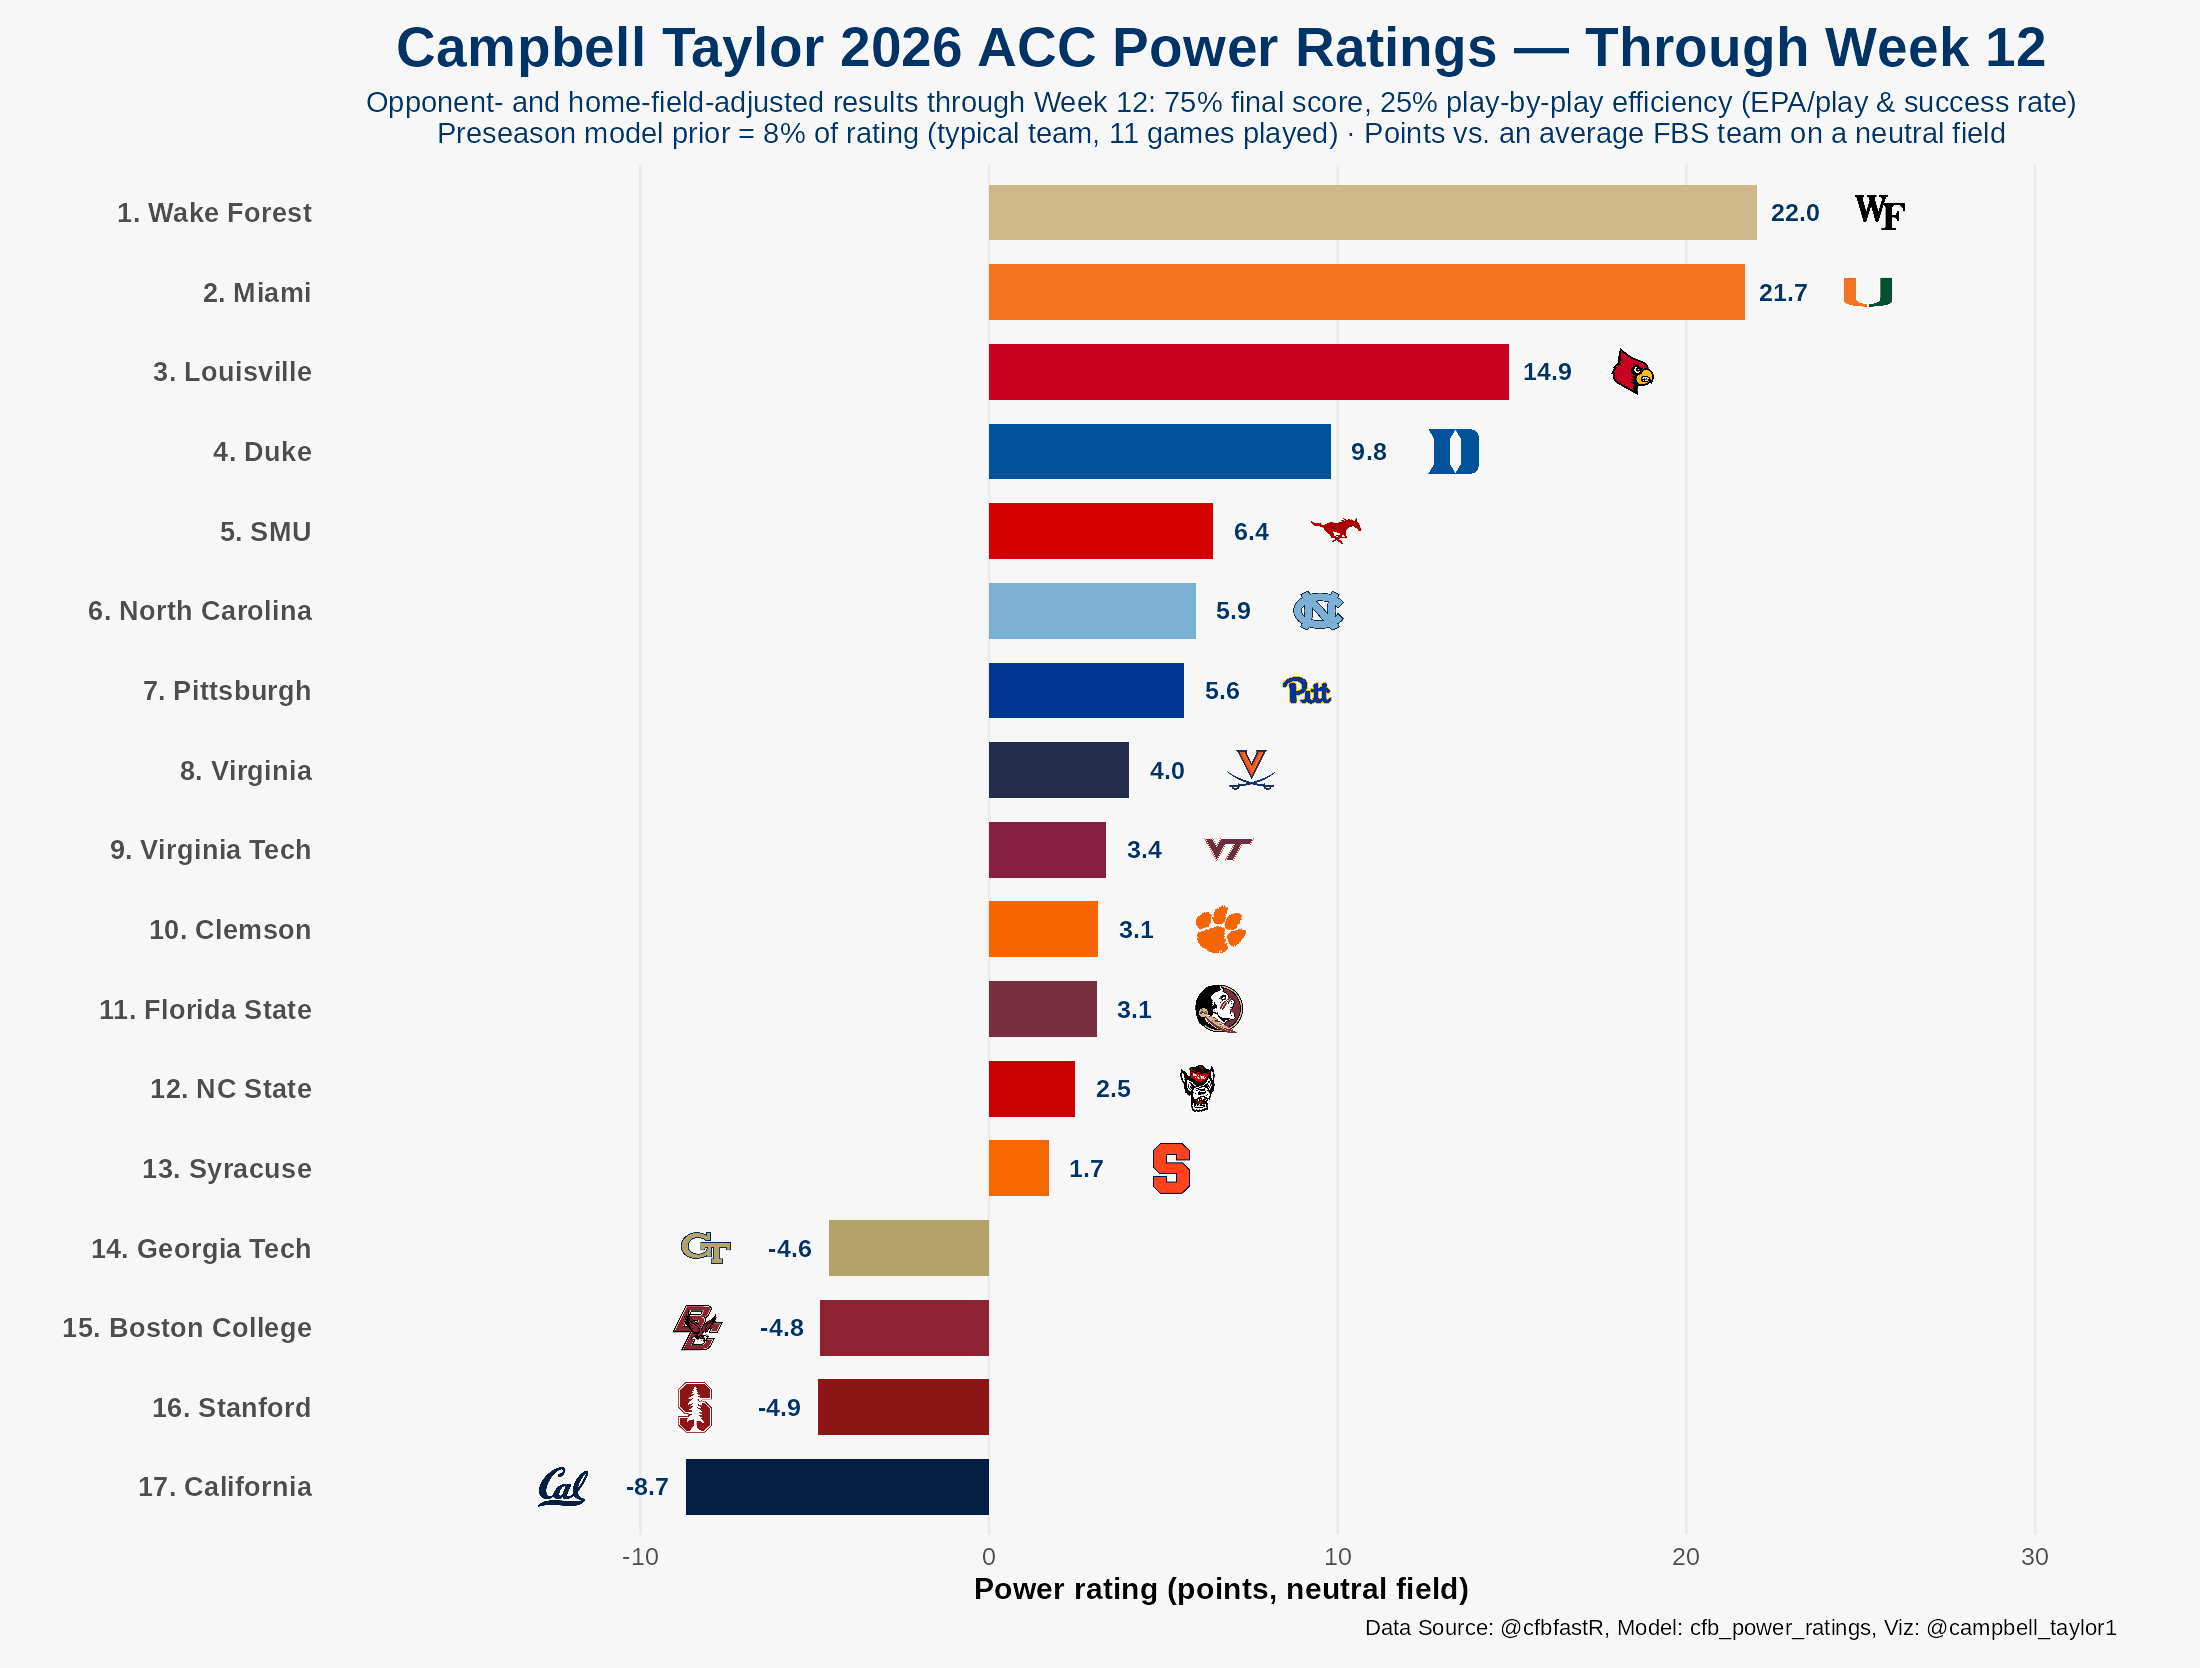 Campbell Taylor 2026 ACC Power Ratings — Through Week 12
Opponent- and home-field-adjusted results through Week 12: 75% final score, 25% play-by-play efficiency (EPA/play & success rate)
Preseason model prior = 8% of rating (typical team, 11 games played) · Points vs. an average FBS team on a neutral field
1. Wake Forest 22.0 WF
2. Miami 21.7 U
3. Louisville 14.9
4. Duke 9.8 D
5. SMU 6.4
6. North Carolina 5.9 NC
7. Pittsburgh 5.6 Pitt
8. Virginia 4.0 V
9. Virginia Tech 3.4 VT
10. Clemson 3.1
11. Florida State 3.1
12. NC State 2.5
13. Syracuse 1.7 S
14. Georgia Tech GT -4.6
15. Boston College BC -4.8
16. Stanford S -4.9
17. California Cal -8.7
-10 0 10 20 30
Power rating (points, neutral field)
Data Source: @cfbfastR, Model: cfb_power_ratings, Viz: @campbell_taylor1